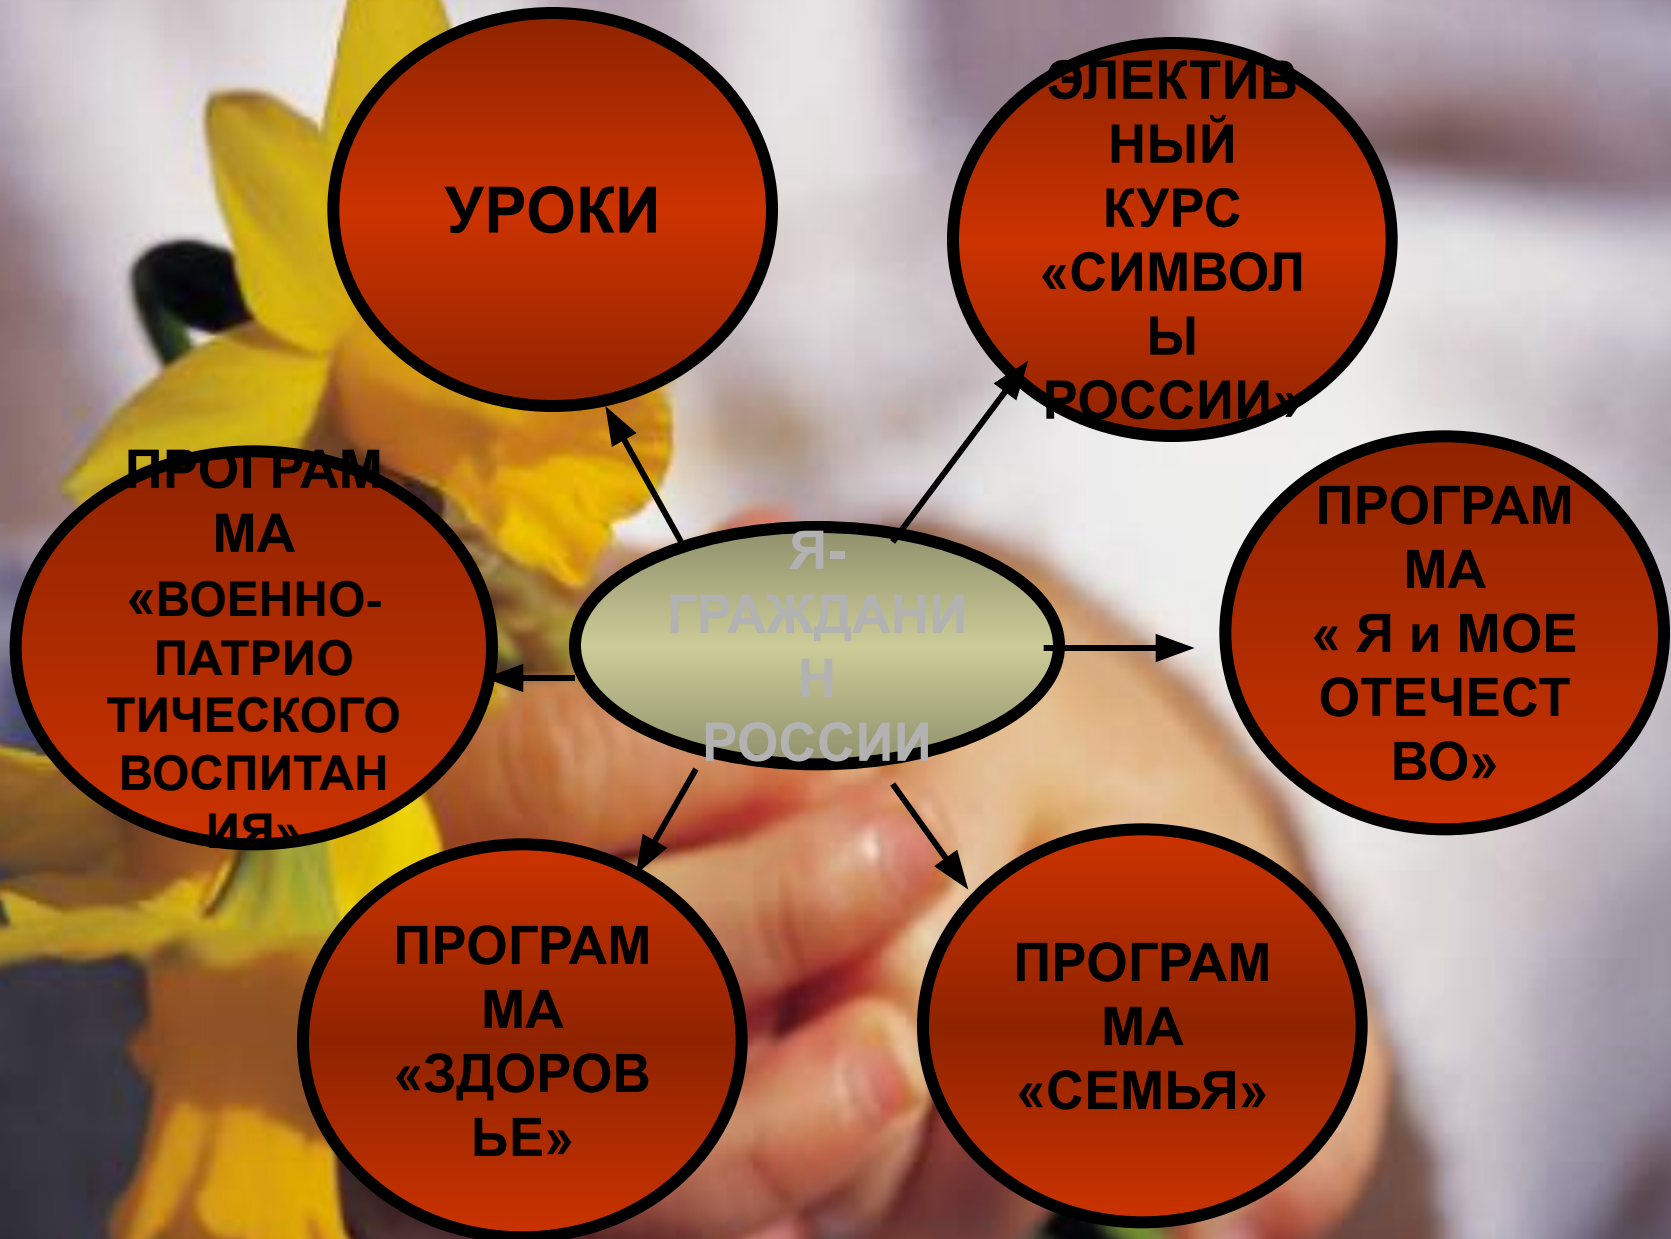 УРОКИ
ЭЛЕКТИВ
НЫЙ
КУРС
«СИМВОЛ
Ы
РОССИИ»
ПРОГРАМ
МА
«ВОЕННО-
ПАТРИО
ТИЧЕСКОГО
ВОСПИТАН
ИЯ»
Я-
ГРАЖДАНИ
Н
РОССИИ
ПРОГРАМ
МА
« Я и МОЕ
ОТЕЧЕСТ
ВО»
ПРОГРАМ
МА
«ЗДОРОВ
ЬЕ»
ПРОГРАМ
МА
«СЕМЬЯ»